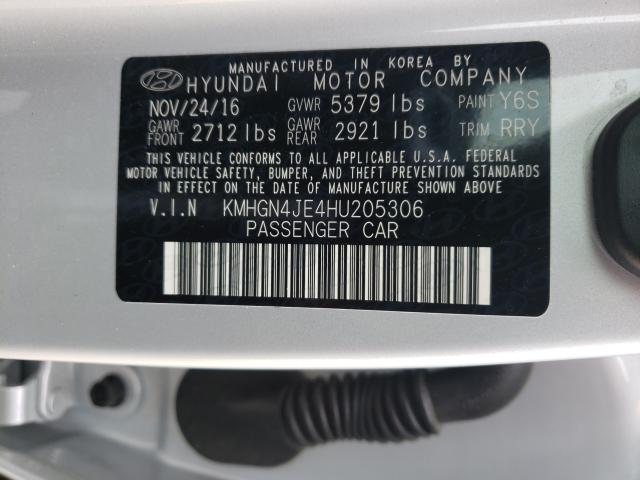 MANUFACTURED IN KOREA BY
HYUNDAI MOTOR COMPANY
NOV/24/16 GVWR 5379 lbs PAINT Y6S
GAWR FRONT 2712 lbs GAWR REAR 2921 lbs TRIM RRY
THIS VEHICLE CONFORMS TO ALL APPLICABLE U.S.A. FEDERAL
MOTOR VEHICLE SAFETY, BUMPER, AND THEFT PREVENTION STANDARDS
IN EFFECT ON THE DATE OF MANUFACTURE SHOWN ABOVE.
V.I.N KMHGN4JE4HU205306
PASSENGER CAR